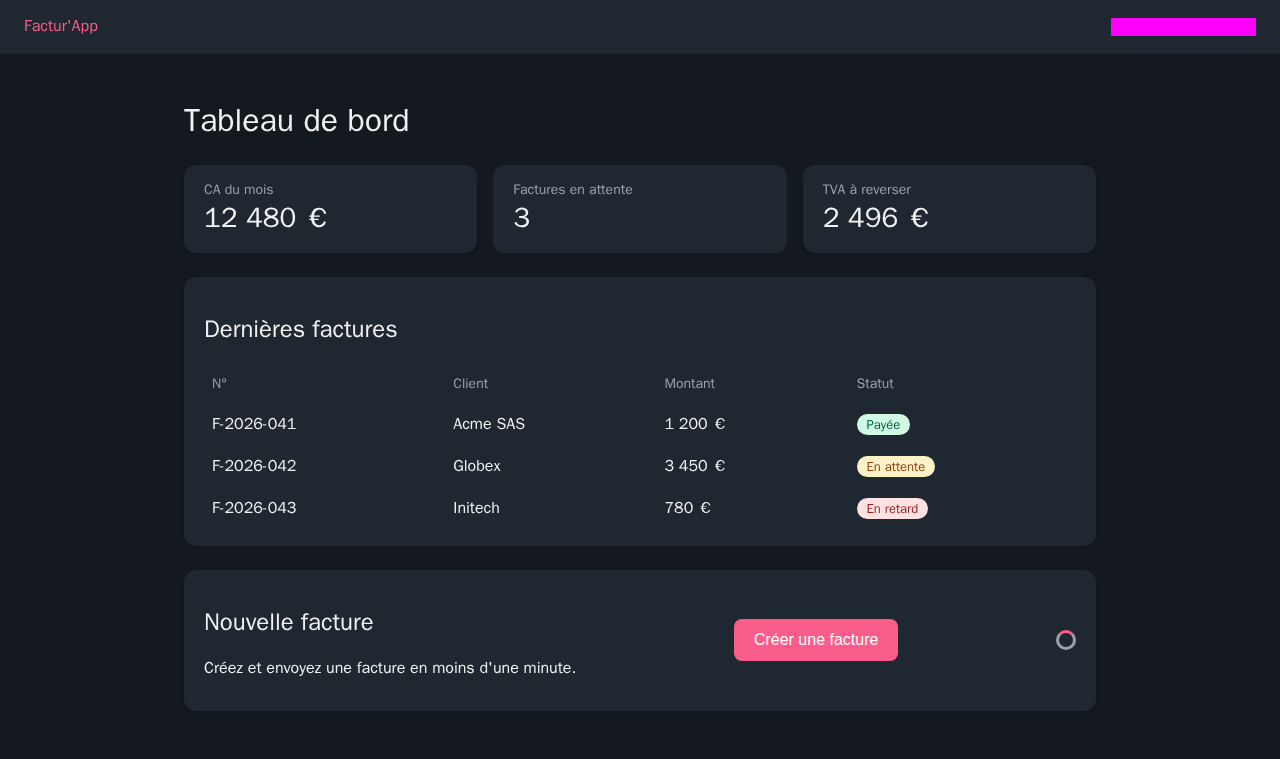 Factur'App
Tableau de bord
CA du mois
12 480 €
Factures en attente
3
TVA à reverser
2 496 €
Dernières factures
N° Client Montant Statut
F-2026-041 Acme SAS 1 200 € Payée
F-2026-042 Globex 3 450 € En attente
F-2026-043 Initech 780 € En retard
Nouvelle facture
Créez et envoyez une facture en moins d'une minute.
Créer une facture